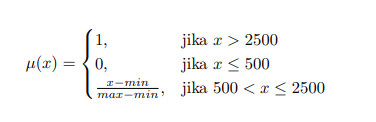 1, jika x > 2500
μ(x) = { 0, jika x ≤ 500
x−min / max−min, jika 500 < x ≤ 2500